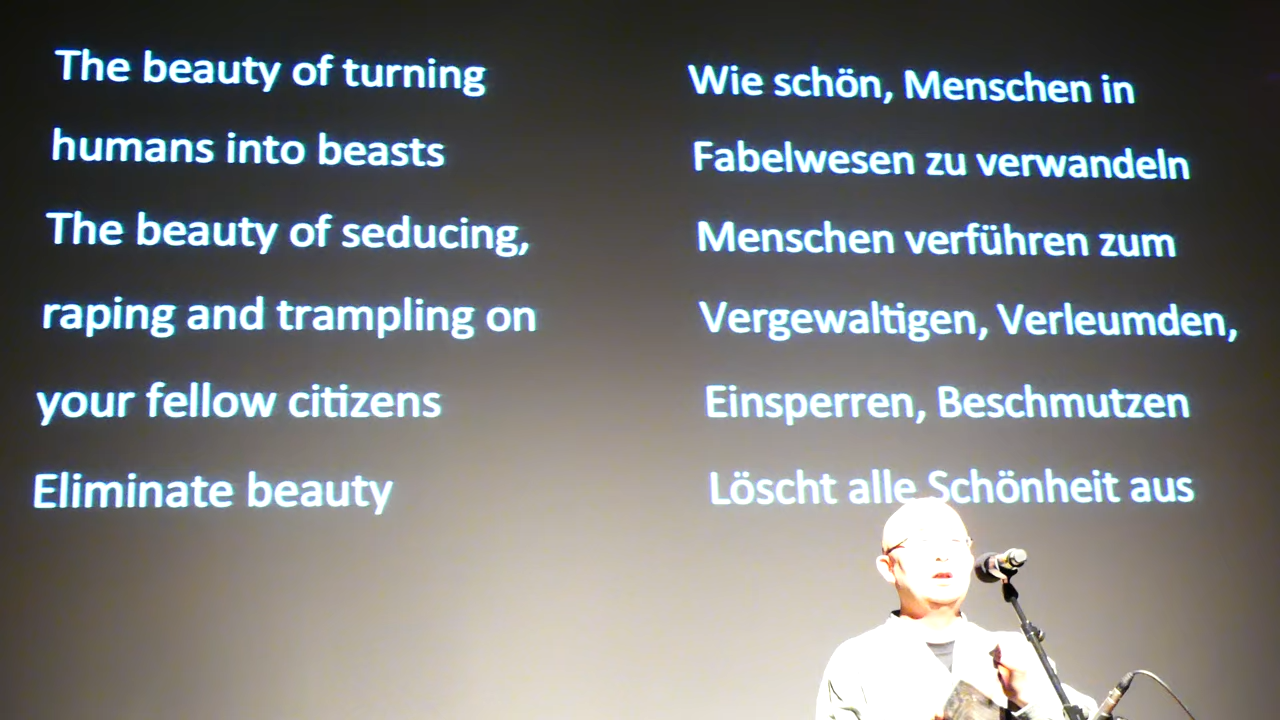 The beauty of turning
humans into beasts
The beauty of seducing,
raping and trampling on
your fellow citizens
Eliminate beauty
Wie schön, Menschen in
Fabelwesen zu verwandeln
Menschen verführen zum
Vergewaltigen, Verleumden,
Einsperren, Beschmutzen
Löscht alle Schönheit aus